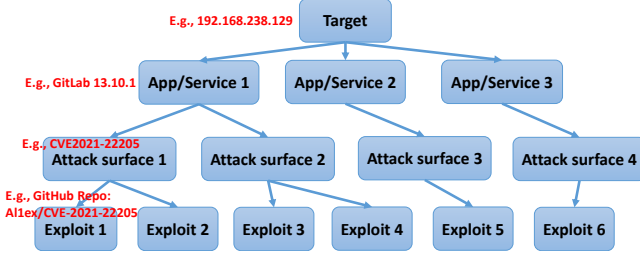 E.g., 192.168.238.129
Target
E.g., GitLab 13.10.1
App/Service 1
App/Service 2
App/Service 3
E.g., CVE2021-22205
Attack surface 1
Attack surface 2
Attack surface 3
Attack surface 4
E.g., GitHub Repo:
Al1ex/CVE-2021-22205
Exploit 1
Exploit 2
Exploit 3
Exploit 4
Exploit 5
Exploit 6